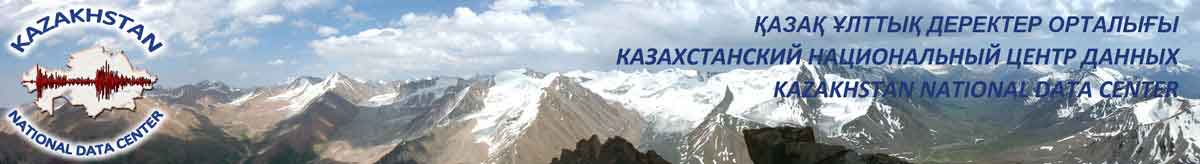 KAZAKHSTAN
NATIONAL DATA CENTER
ҚАЗАҚ ҰЛТТЫҚ ДЕРЕКТЕР ОРТАЛЫҒЫ
КАЗАХСТАНСКИЙ НАЦИОНАЛЬНЫЙ ЦЕНТР ДАННЫХ
KAZAKHSTAN NATIONAL DATA CENTER